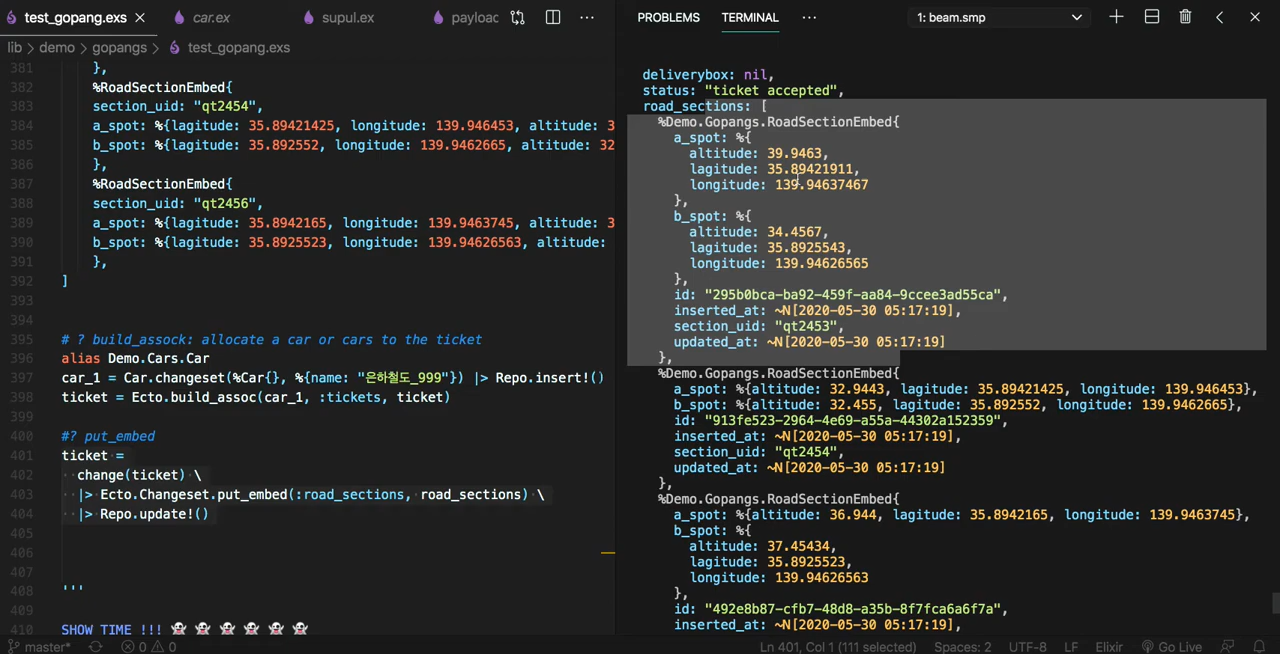 test_gopang.exs
car.ex
supul.ex
payloac
lib > demo > gopangs > test_gopang.exs
381 },
382 %RoadSectionEmbed{
383 section_uid: "qt2454",
384 a_spot: %{lagitude: 35.89421425, longitude: 139.946453, altitude: 3
385 b_spot: %{lagitude: 35.892552, longitude: 139.9462665, altitude: 32
386 },
387 %RoadSectionEmbed{
388 section_uid: "qt2456",
389 a_spot: %{lagitude: 35.8942165, longitude: 139.9463745, altitude: 3
390 b_spot: %{lagitude: 35.8925523, longitude: 139.94626563, altitude:
391 },
392 ]
393
394
395 # ? build_assock: allocate a car or cars to the ticket
396 alias Demo.Cars.Car
397 car_1 = Car.changeset(%Car{}, %{name: "은하철도_999"}) |> Repo.insert!()
398 ticket = Ecto.build_assoc(car_1, :tickets, ticket)
399
400 #? put_embed
401 ticket =
402 change(ticket) \
403 |> Ecto.Changeset.put_embed(:road_sections, road_sections) \
404 |> Repo.update!()
405
406
407
408 '''
409
410 SHOW TIME !!! 👻 👻 👻 👻 👻 👻
PROBLEMS
TERMINAL
1: beam.smp
deliverybox: nil,
status: "ticket accepted",
road_sections: [
%Demo.Gopangs.RoadSectionEmbed{
a_spot: %{
altitude: 39.9463,
lagitude: 35.89421911,
longitude: 139.94637467
},
b_spot: %{
altitude: 34.4567,
lagitude: 35.8925543,
longitude: 139.94626565
},
id: "295b0bca-ba92-459f-aa84-9ccee3ad55ca",
inserted_at: ~N[2020-05-30 05:17:19],
section_uid: "qt2453",
updated_at: ~N[2020-05-30 05:17:19]
},
%Demo.Gopangs.RoadSectionEmbed{
a_spot: %{altitude: 32.9443, lagitude: 35.89421425, longitude: 139.946453},
b_spot: %{altitude: 32.455, lagitude: 35.892552, longitude: 139.9462665},
id: "913fe523-2964-4e69-a55a-44302a152359",
inserted_at: ~N[2020-05-30 05:17:19],
section_uid: "qt2454",
updated_at: ~N[2020-05-30 05:17:19]
},
%Demo.Gopangs.RoadSectionEmbed{
a_spot: %{altitude: 36.944, lagitude: 35.8942165, longitude: 139.9463745},
b_spot: %{
altitude: 37.45434,
lagitude: 35.8925523,
longitude: 139.94626563
},
id: "492e8b87-cfb7-48d8-a35b-8f7fca6a6f7a",
inserted_at: ~N[2020-05-30 05:17:19],
master*
0
0
Ln 401, Col 1 (111 selected)
Spaces: 2
UTF-8
LF
Elixir
Go Live